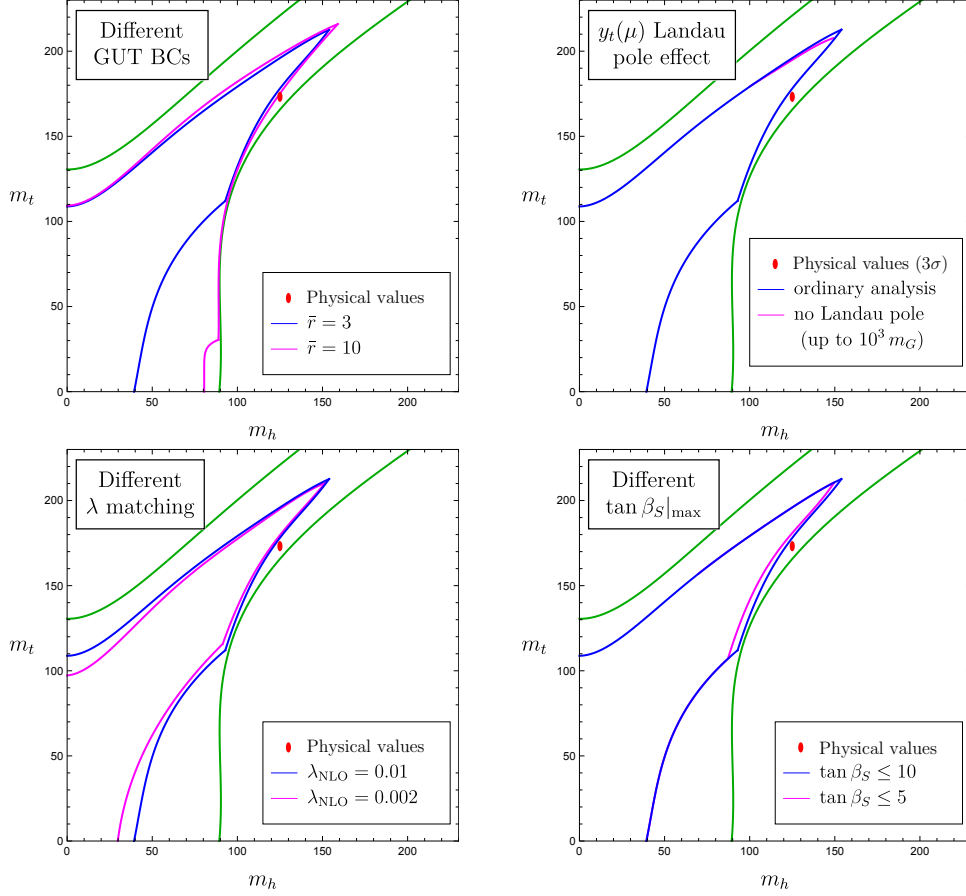 Different
GUT BCs
m_t
200
150
100
50
0
0
50
100
150
200
m_h
Physical values
r̄ = 3
r̄ = 10
y_t(μ) Landau
pole effect
m_t
200
150
100
50
0
0
50
100
150
200
m_h
Physical values (3σ)
ordinary analysis
no Landau pole
(up to 10³ m_G)
Different
λ matching
m_t
200
150
100
50
0
0
50
100
150
200
m_h
Physical values
λ_NLO = 0.01
λ_NLO = 0.002
Different
tan β_S|_max
m_t
200
150
100
50
0
0
50
100
150
200
m_h
Physical values
tan β_S ≤ 10
tan β_S ≤ 5